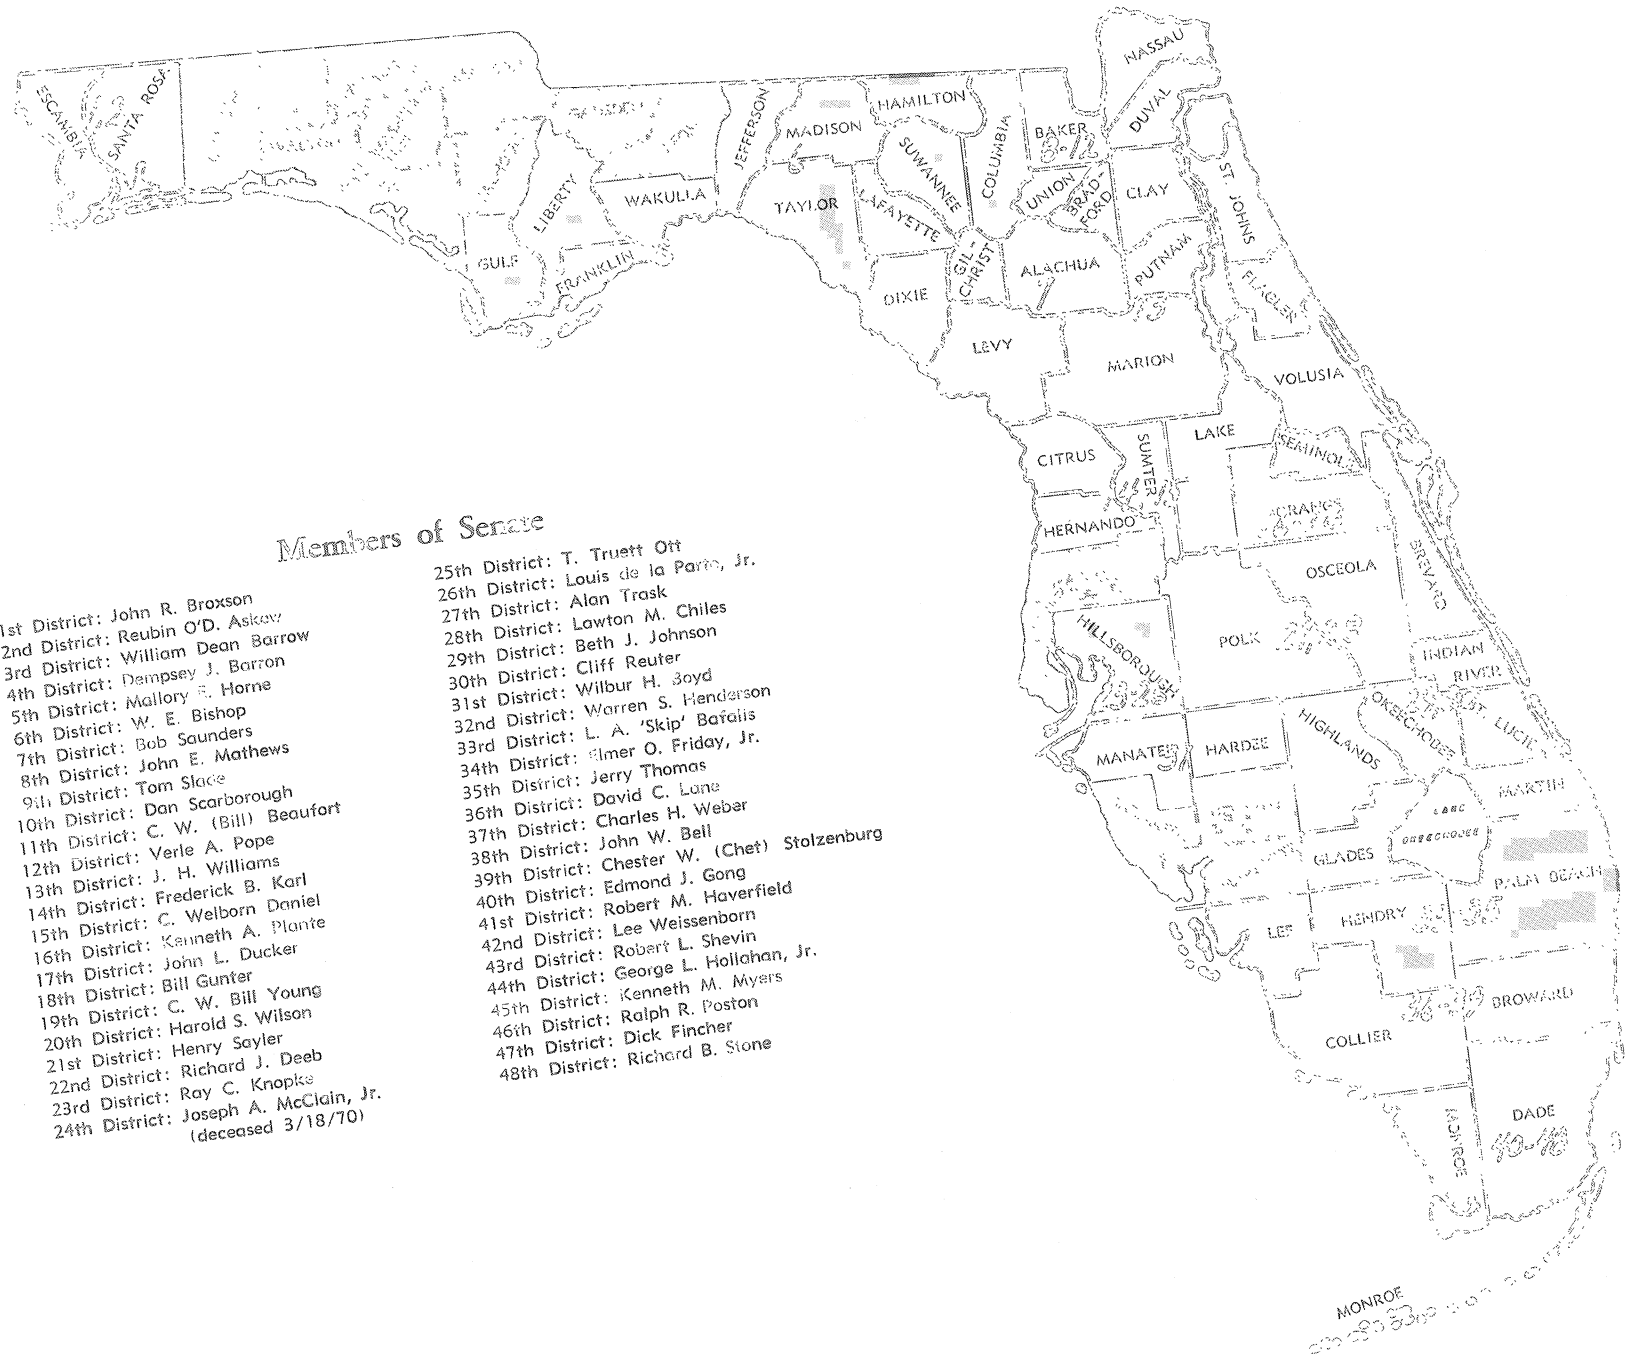 NASSAU
ESCAMBIA
SANTA ROSA
JEFFERSON
MADISON
HAMILTON
DUVAL
BAKER
8-12
COLUMBIA
SUWANNEE
LIBERTY
WAKULLA
6
TAYLOR
LAFAYETTE
UNION
BRAD-
FORD
CLAY
ST. JOHNS
GULF
FRANKLIN
DIXIE
GIL-
CHRIST
ALACHUA
7
PUTNAM
FLAGLER
LEVY
MARION
VOLUSIA
CITRUS
SUMTER
LAKE
SEMINOLE
HERNANDO
ORANGE
OSCEOLA
BREVARD
HILLSBOROUGH
POLK
INDIAN
RIVER
MANATEE
HARDEE
HIGHLANDS
OKEECHOBEE
ST. LUCIE
MARTIN
LAKE
OKEECHOBEE
GLADES
PALM BEACH
LEE
HENDRY
BROWARD
COLLIER
MONROE
DADE
40-48
MONROE
Members of Senate
1st District: John R. Broxson
2nd District: Reubin O'D. Askew
3rd District: William Dean Barrow
4th District: Dempsey J. Barron
5th District: Mallory E. Horne
6th District: W. E. Bishop
7th District: Bob Saunders
8th District: John E. Mathews
9th District: Tom Slade
10th District: Dan Scarborough
11th District: C. W. (Bill) Beaufort
12th District: Verle A. Pope
13th District: J. H. Williams
14th District: Frederick B. Karl
15th District: C. Welborn Daniel
16th District: Kenneth A. Plante
17th District: John L. Ducker
18th District: Bill Gunter
19th District: C. W. Bill Young
20th District: Harold S. Wilson
21st District: Henry Sayler
22nd District: Richard J. Deeb
23rd District: Ray C. Knopke
24th District: Joseph A. McClain, Jr.
(deceased 3/18/70)
25th District: T. Truett Ott
26th District: Louis de la Parte, Jr.
27th District: Alan Trask
28th District: Lawton M. Chiles
29th District: Beth J. Johnson
30th District: Cliff Reuter
31st District: Wilbur H. Boyd
32nd District: Warren S. Henderson
33rd District: L. A. 'Skip' Bafalis
34th District: Elmer O. Friday, Jr.
35th District: Jerry Thomas
36th District: David C. Lane
37th District: Charles H. Weber
38th District: John W. Bell
39th District: Chester W. (Chet) Stolzenburg
40th District: Edmond J. Gong
41st District: Robert M. Haverfield
42nd District: Lee Weissenborn
43rd District: Robert L. Shevin
44th District: George L. Hollahan, Jr.
45th District: Kenneth M. Myers
46th District: Ralph R. Poston
47th District: Dick Fincher
48th District: Richard B. Stone